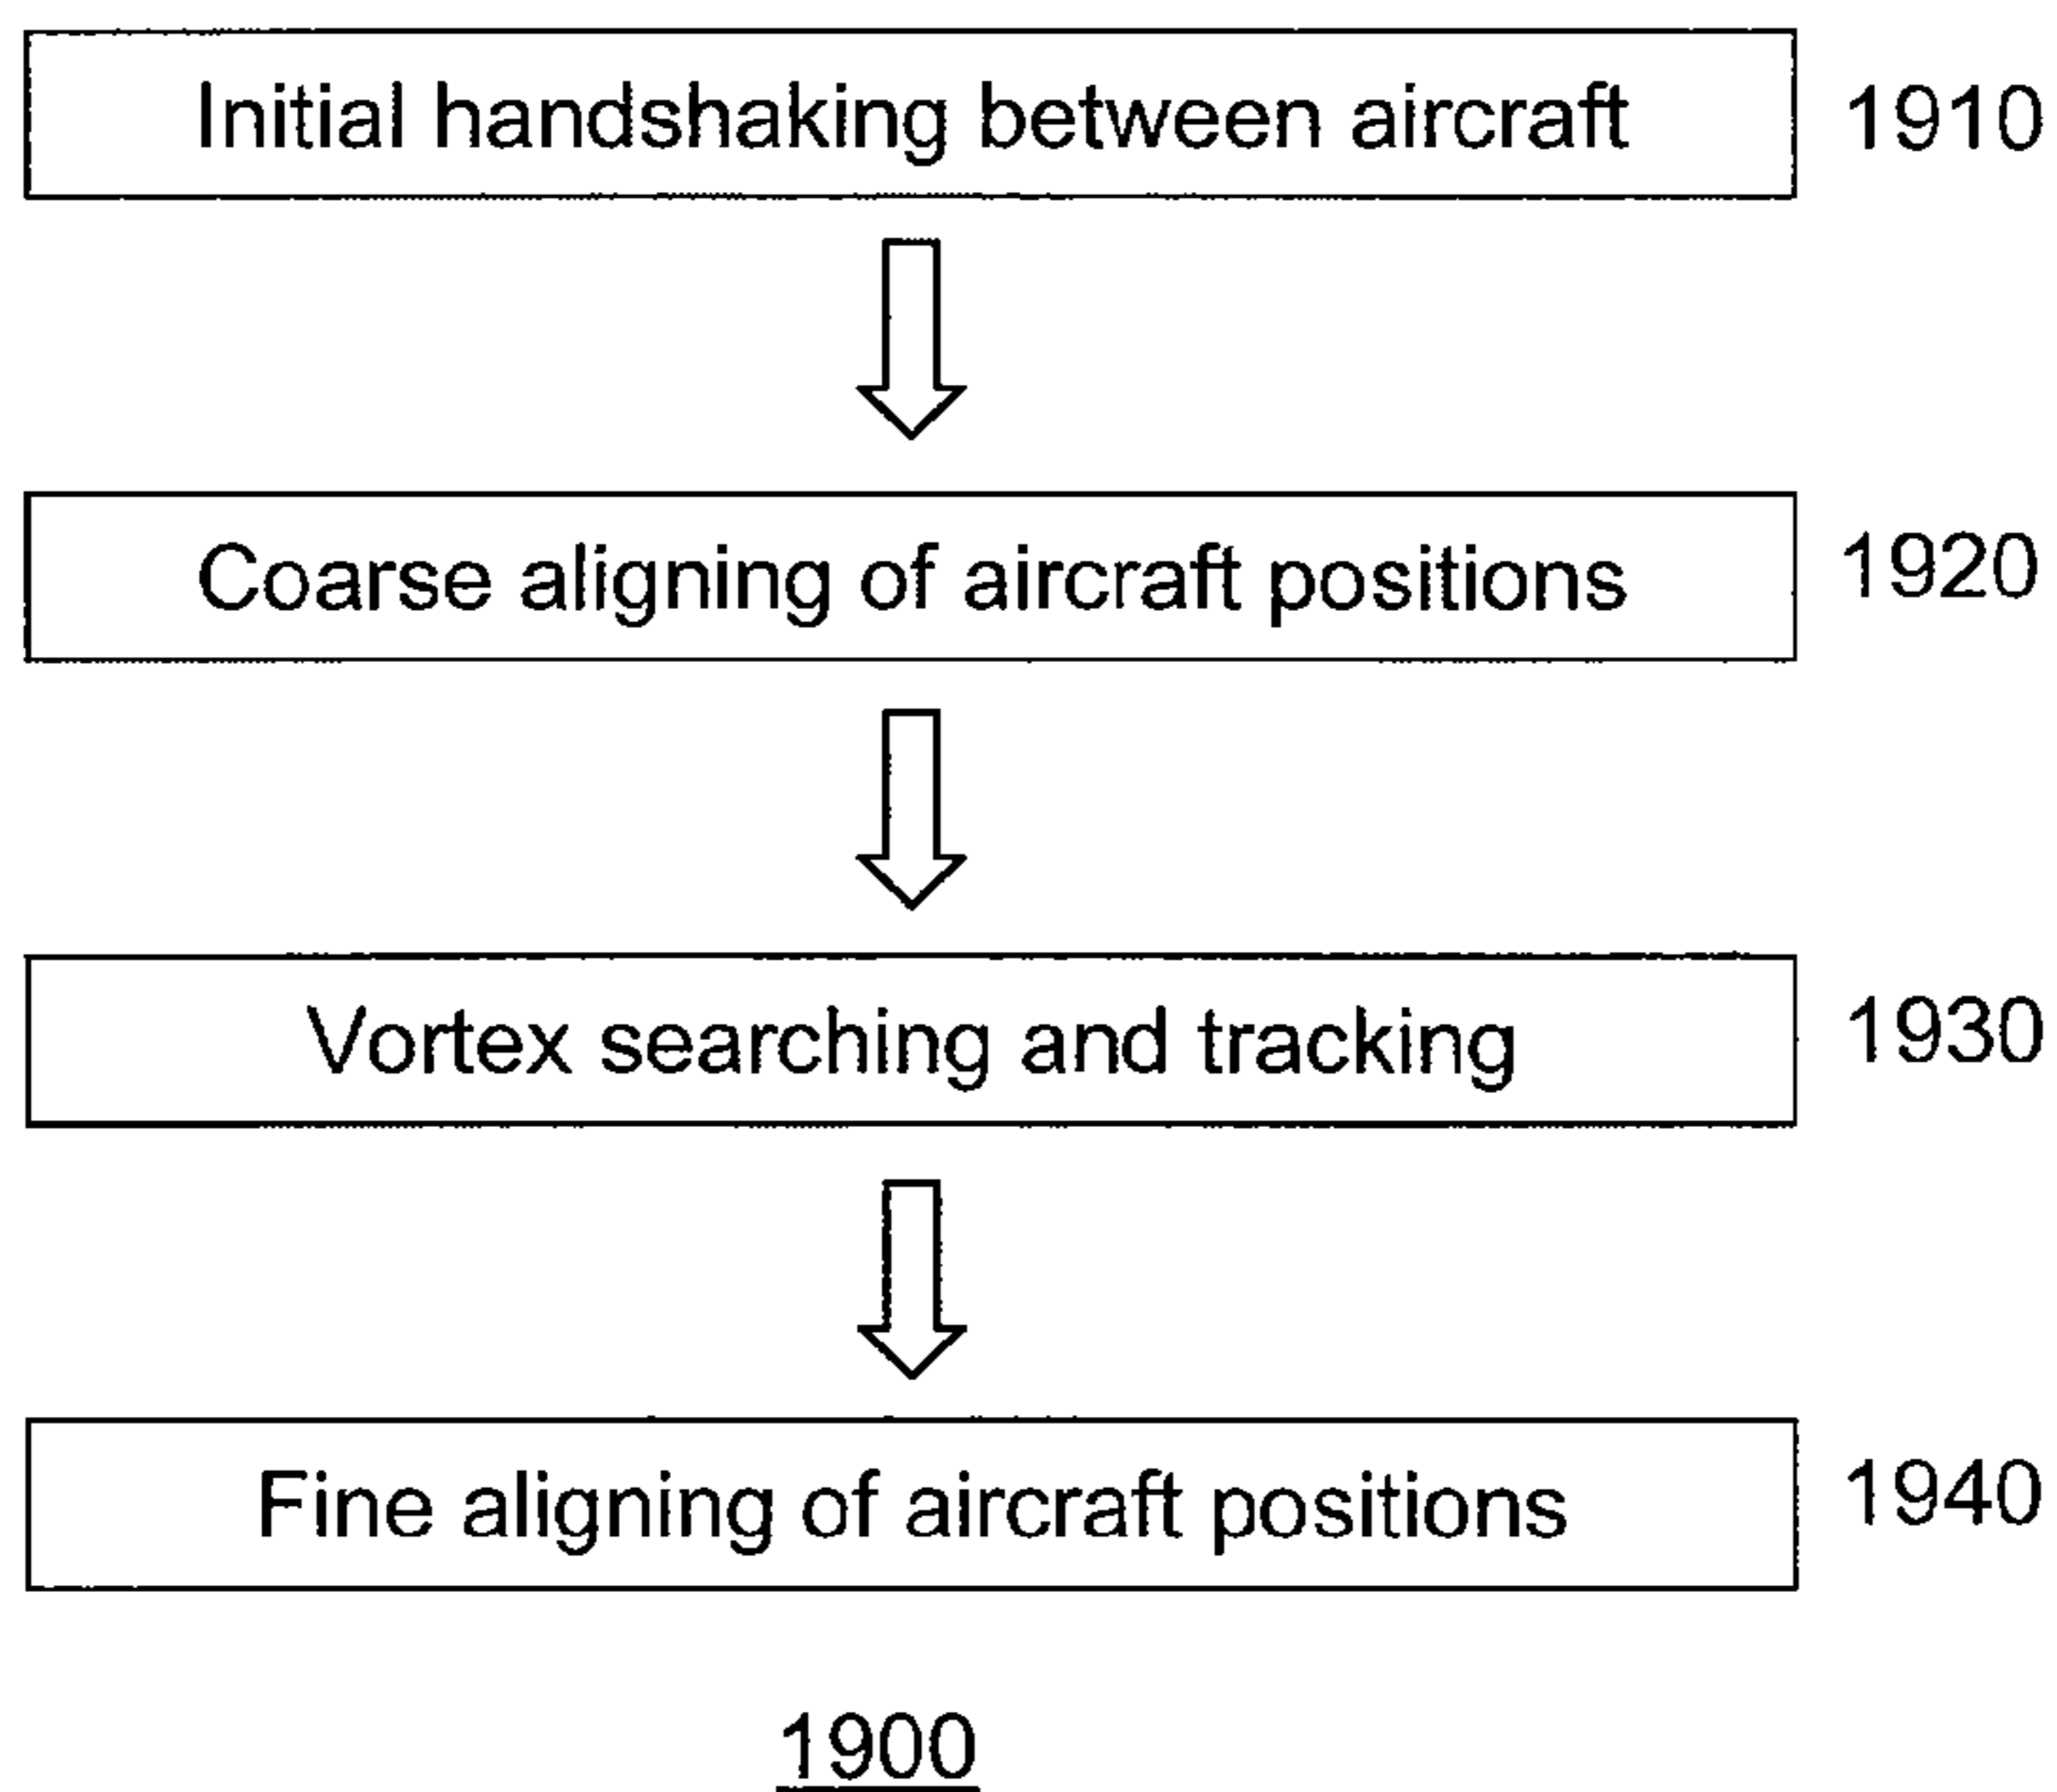 Initial handshaking between aircraft 1910
Coarse aligning of aircraft positions 1920
Vortex searching and tracking 1930
Fine aligning of aircraft positions 1940
1900